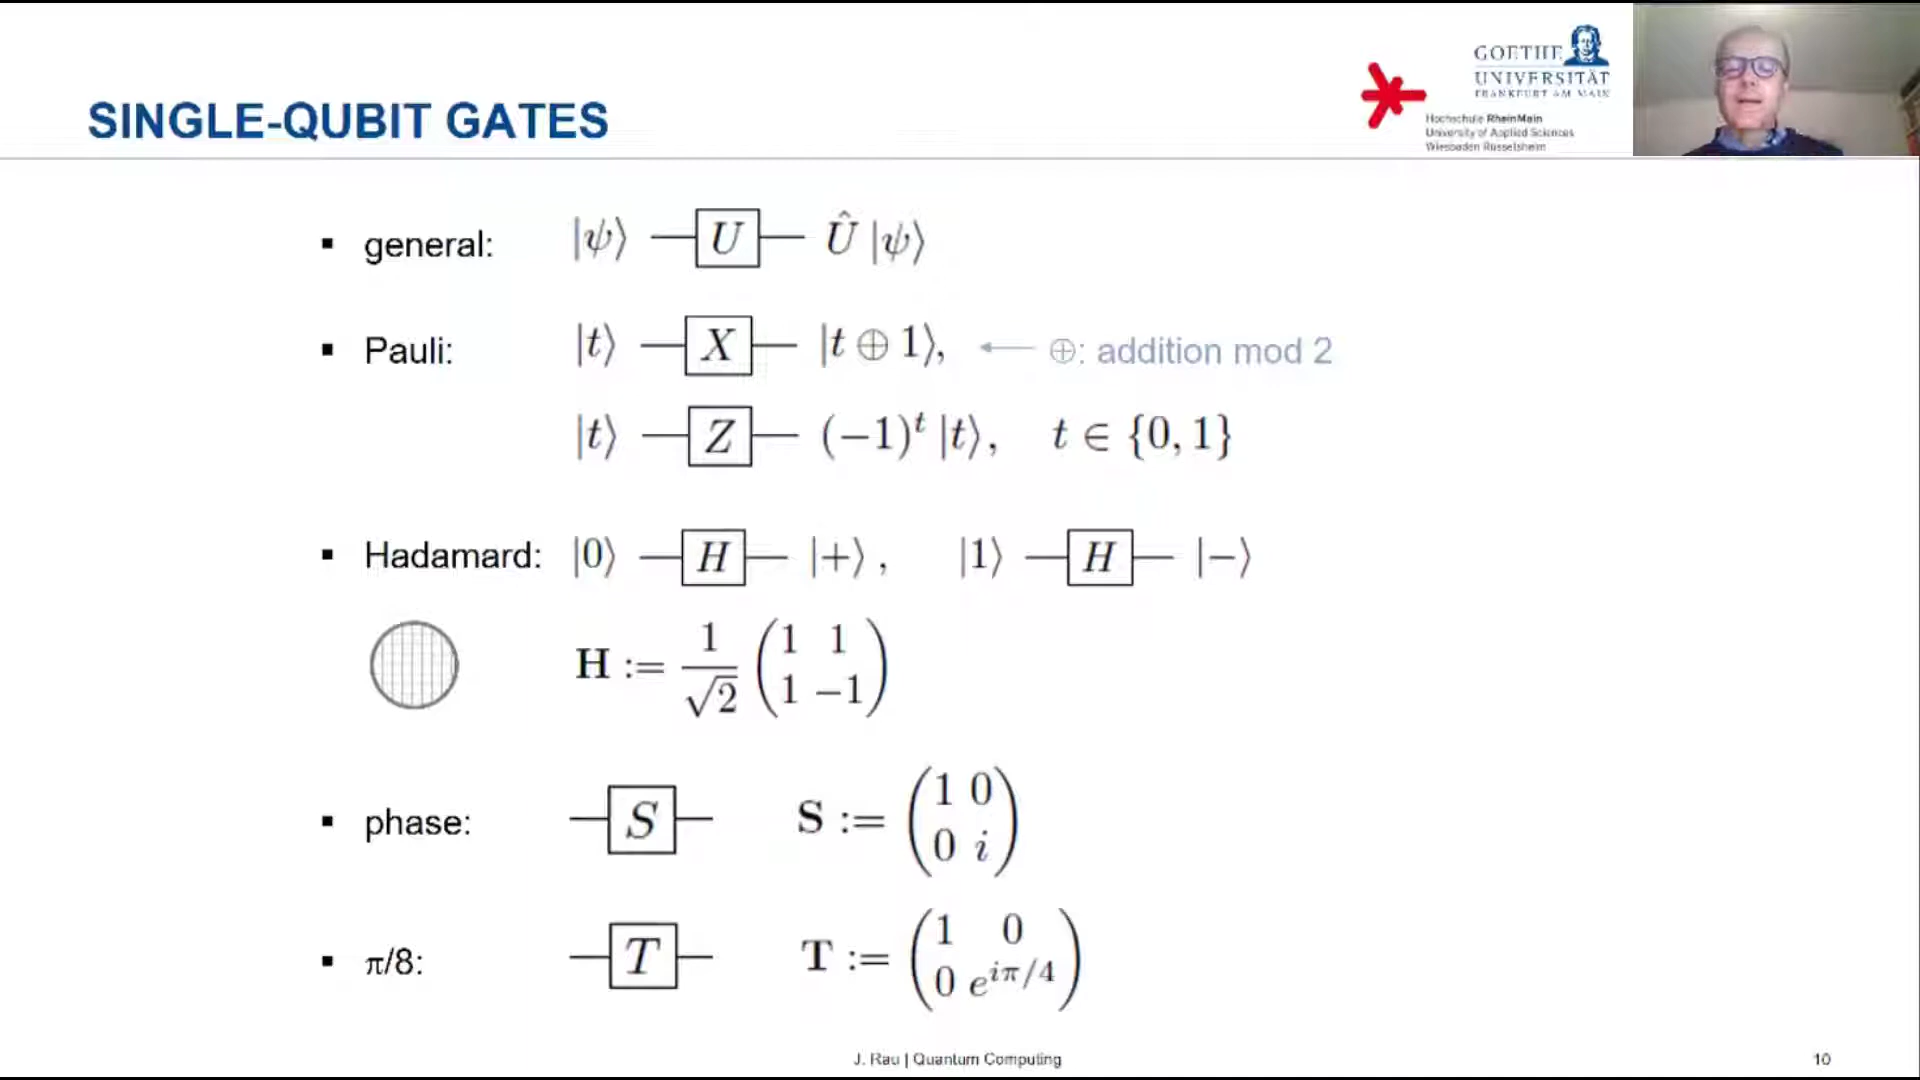 GOETHE
UNIVERSITÄT
FRANKFURT AM MAIN
Hochschule RheinMain
University of Applied Sciences
Wiesbaden Rüsselsheim
SINGLE-QUBIT GATES
▪ general: |ψ⟩ U Û |ψ⟩
▪ Pauli: |t⟩ X |t ⊕ 1⟩, ← ⊕: addition mod 2
|t⟩ Z (−1)^t |t⟩, t ∈ {0, 1}
▪ Hadamard: |0⟩ H |+⟩ , |1⟩ H |−⟩
H := 1/√2 (1 1; 1 −1)
▪ phase: S S := (1 0; 0 i)
▪ π/8: T T := (1 0; 0 e^{iπ/4})
J. Rau | Quantum Computing
10